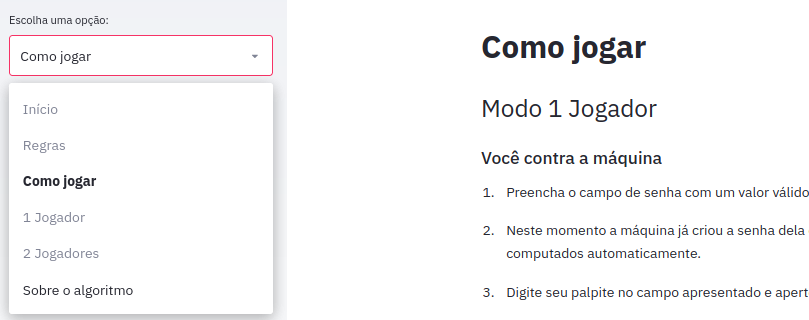 Escolha uma opção:
Como jogar
Início
Regras
Como jogar
1 Jogador
2 Jogadores
Sobre o algoritmo
Como jogar
Modo 1 Jogador
Você contra a máquina
1. Preencha o campo de senha com um valor válido
2. Neste momento a máquina já criou a senha dela
computados automaticamente.
3. Digite seu palpite no campo apresentado e apert